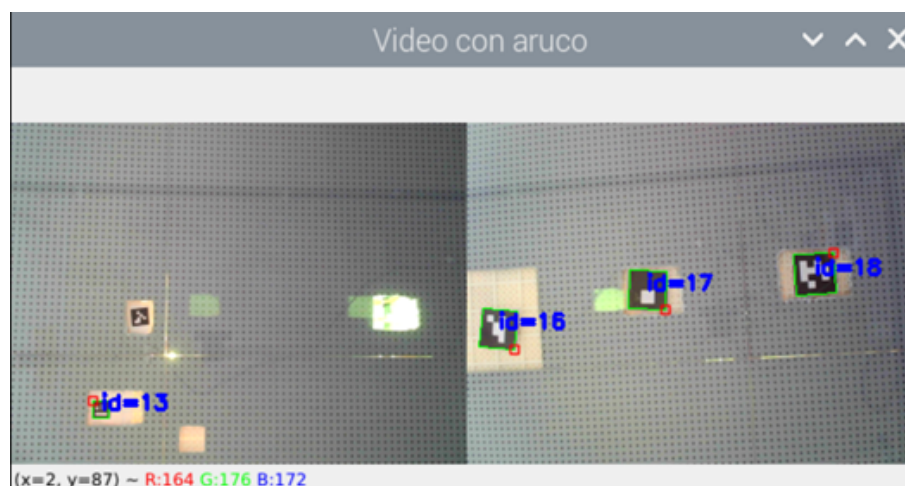 Video con aruco
id=13
id=16
id=17
id=18
(x=2, y=87) ~ R:164 G:176 B:172